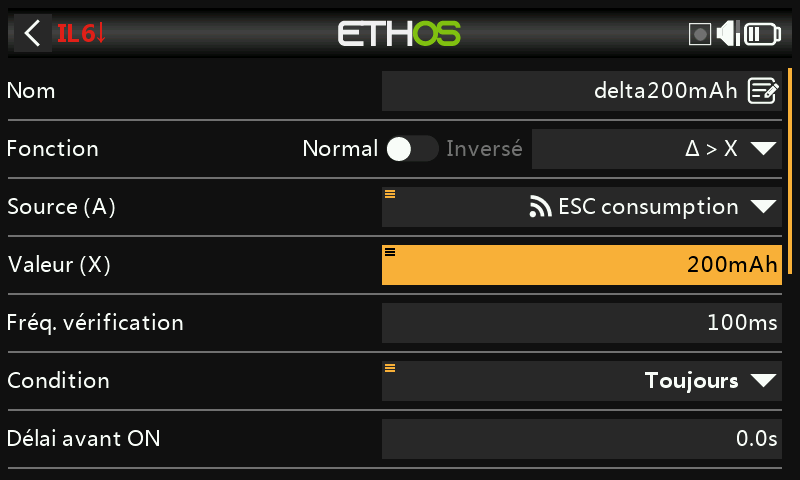 IL6↓ ETHOS
Nom delta200mAh
Fonction Normal Inversé Δ > X
Source (A) ESC consumption
Valeur (X) 200mAh
Fréq. vérification 100ms
Condition Toujours
Délai avant ON 0.0s